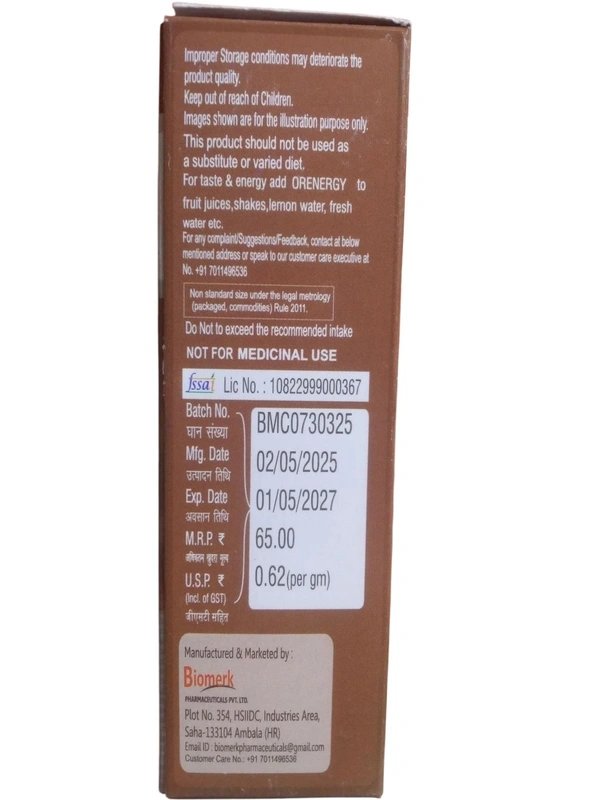 Improper Storage conditions may deteriorate the
product quality.
Keep out of reach of Children.
Images shown are for the illustration purpose only.
This product should not be used as
a substitute or varied diet.
For taste & energy add ORENERGY to
fruit juices,shakes,lemon water, fresh
water etc.
For any complaint/Suggestions/Feedback, contact at below
mentioned address or speak to our customer care executive at
No. +91 7011496536
Non standard size under the legal metrology
(packaged, commodities) Rule 2011.
Do Not to exceed the recommended intake
NOT FOR MEDICINAL USE
fssai Lic No. : 10822999000367
Batch No. BMC0730325
घान संख्या
Mfg. Date 02/05/2025
उत्पादन तिथि
Exp. Date 01/05/2027
अवसान तिथि
M.R.P. ₹ 65.00
अधिकतम खुदरा मूल्य
U.S.P. ₹ 0.62(per gm)
(Incl. of GST)
जीएसटी सहित
Manufactured & Marketed by :
Biomerk
PHARMACEUTICALS PVT. LTD.
Plot No. 354, HSIIDC, Industries Area,
Saha-133104 Ambala (HR)
Email ID : biomerkpharmaceuticals@gmail.com
Customer Care No.: +91 7011496536